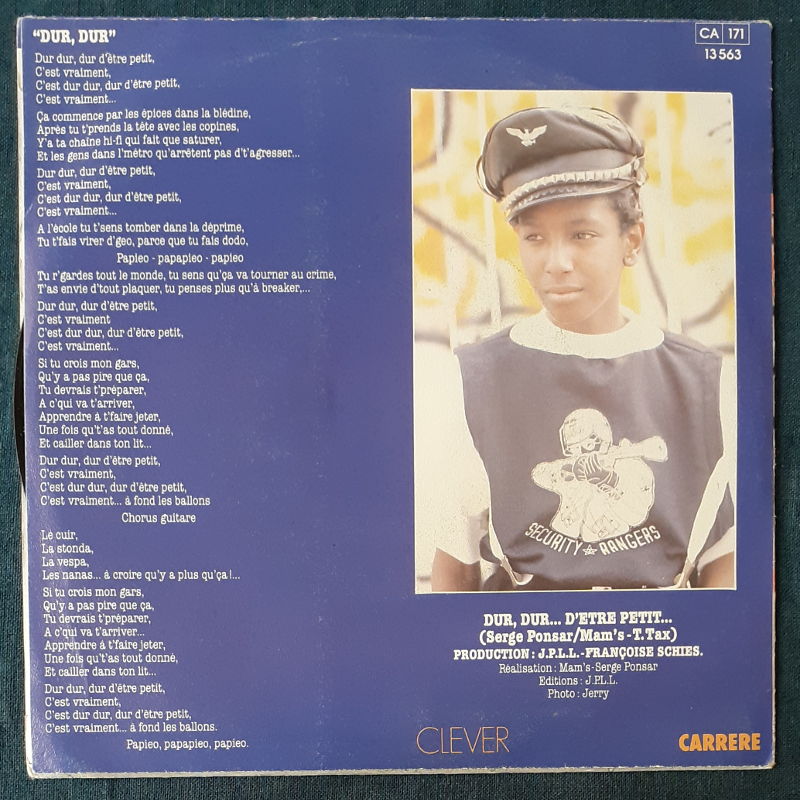 “DUR, DUR”
Dur dur, dur d'être petit,
C'est vraiment,
C'est dur dur, dur d'être petit,
C'est vraiment...
Ça commence par les épices dans la blédine,
Après tu t'prends la tête avec les copines,
Y'a ta chaîne hi-fi qui fait que saturer,
Et les gens dans l'métro qu'arrêtent pas d't'agresser...
Dur dur, dur d'être petit,
C'est vraiment,
C'est dur dur, dur d'être petit,
C'est vraiment...
A l'école tu t'sens tomber dans la déprime,
Tu t'fais virer d'geo, parce que tu fais dodo,
Papieo - papapieo - papieo
Tu r'gardes tout le monde, tu sens qu'ça va tourner au crime,
T'as envie d'tout plaquer, tu penses plus qu'à breaker,...
Dur dur, dur d'être petit,
C'est vraiment
C'est dur dur, dur d'être petit,
C'est vraiment...
Si tu crois mon gars,
Qu'y a pas pire que ça,
Tu devrais t'préparer,
A c'qui va t'arriver,
Apprendre à t'faire jeter,
Une fois qu't'as tout donné,
Et cailler dans ton lit...
Dur dur, dur d'être petit,
C'est vraiment,
C'est dur dur, dur d'être petit,
C'est vraiment... à fond les ballons
Chorus guitare
Le cuir,
La stonda,
La vespa,
Les nanas... à croire qu'y a plus qu'ça !...
Si tu crois mon gars,
Qu'y a pas pire que ça,
Tu devrais t'préparer,
A c'qui va t'arriver...
Apprendre à t'faire jeter,
Une fois qu't'as tout donné,
Et cailler dans ton lit...
Dur dur, dur d'être petit,
C'est vraiment,
C'est dur dur, dur d'être petit,
C'est vraiment... à fond les ballons.
Papieo, papapieo, papieo.
CA 171
13563
SECURITY RANGERS
DUR, DUR... D'ETRE PETIT...
(Serge Ponsar/Mam's - T. Tax)
PRODUCTION : J.P.L.L. - FRANÇOISE SCHIES.
Réalisation : Mam's - Serge Ponsar
Editions : J.P.L.L.
Photo : Jerry
CLEVER
CARRERE